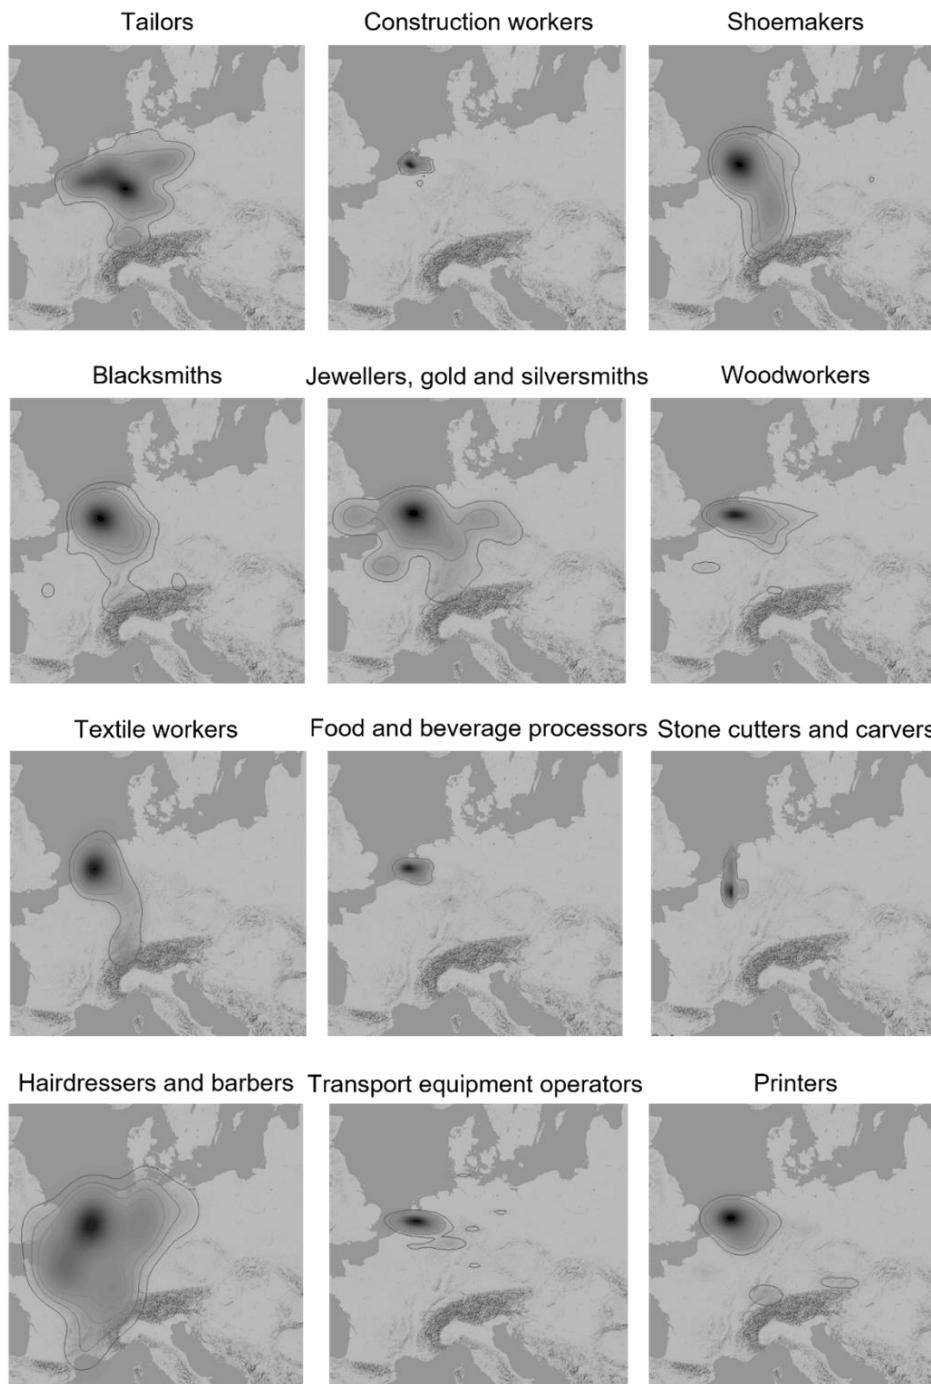 Tailors
Construction workers
Shoemakers
Blacksmiths
Jewellers, gold and silversmiths
Woodworkers
Textile workers
Food and beverage processors
Stone cutters and carvers
Hairdressers and barbers
Transport equipment operators
Printers